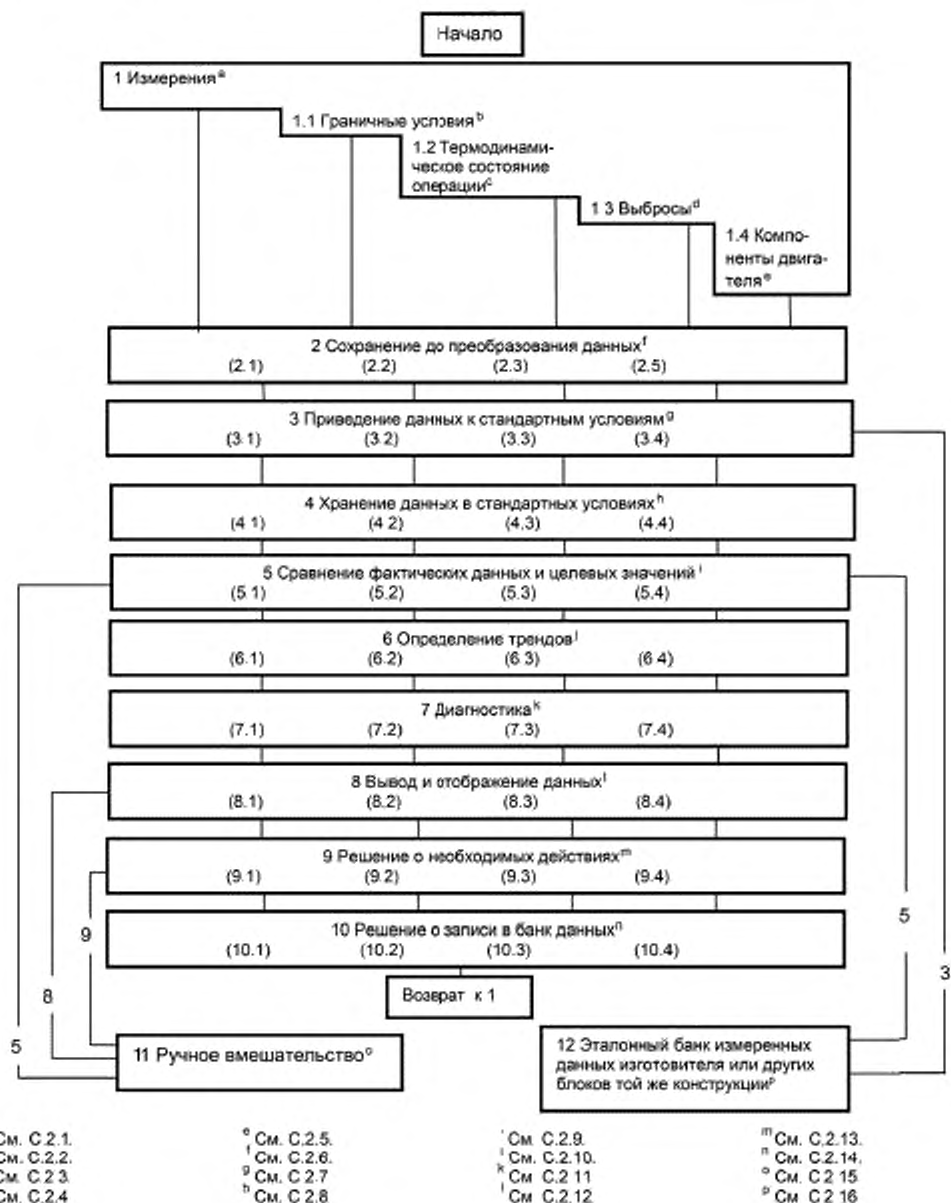 Начало
1 Измерения a
1.1 Граничные условия b
1.2 Термодинами-
ческое состояние
операции c
1 3 Выбросы d
1.4 Компо-
ненты двига-
теля e
2 Сохранение до преобразования данных f
(2.1) (2.2) (2.3) (2.5)
3 Приведение данных к стандартным условиям g
(3.1) (3.2) (3.3) (3.4)
4 Хранение данных в стандартных условиях h
(4 1) (4 2) (4.3) (4.4)
5 Сравнение фактических данных и целевых значений i
(5.1) (5.2) (5.3) (5.4)
6 Определение трендов j
(6.1) (6.2) (6 3) (6 4)
7 Диагностика k
(7.1) (7.2) (7.3) (7.4)
8 Вывод и отображение данных l
(8.1) (8.2) (8.3) (8.4)
9 Решение о необходимых действиях m
(9.1) (9.2) (9.3) (9.4)
10 Решение о записи в банк данных n
(10.1) (10.2) (10.3) (10.4)
Возврат к 1
5
8
9
5
3
11 Ручное вмешательство o
12 Эталонный банк измеренных
данных изготовителя или других
блоков той же конструкции p
См. С.2.1. e См. С.2.5. См. С.2.9. m См. С.2.13.
См. С.2.2. f См. С.2.6. См. С.2.10. n См. С.2.14.
См. С 2 3. g См. С.2.7 k См С 2 11 o См. С 2 15
См. С.2.4 h См. С.2.8 l См С.2.12 p См С.2 16